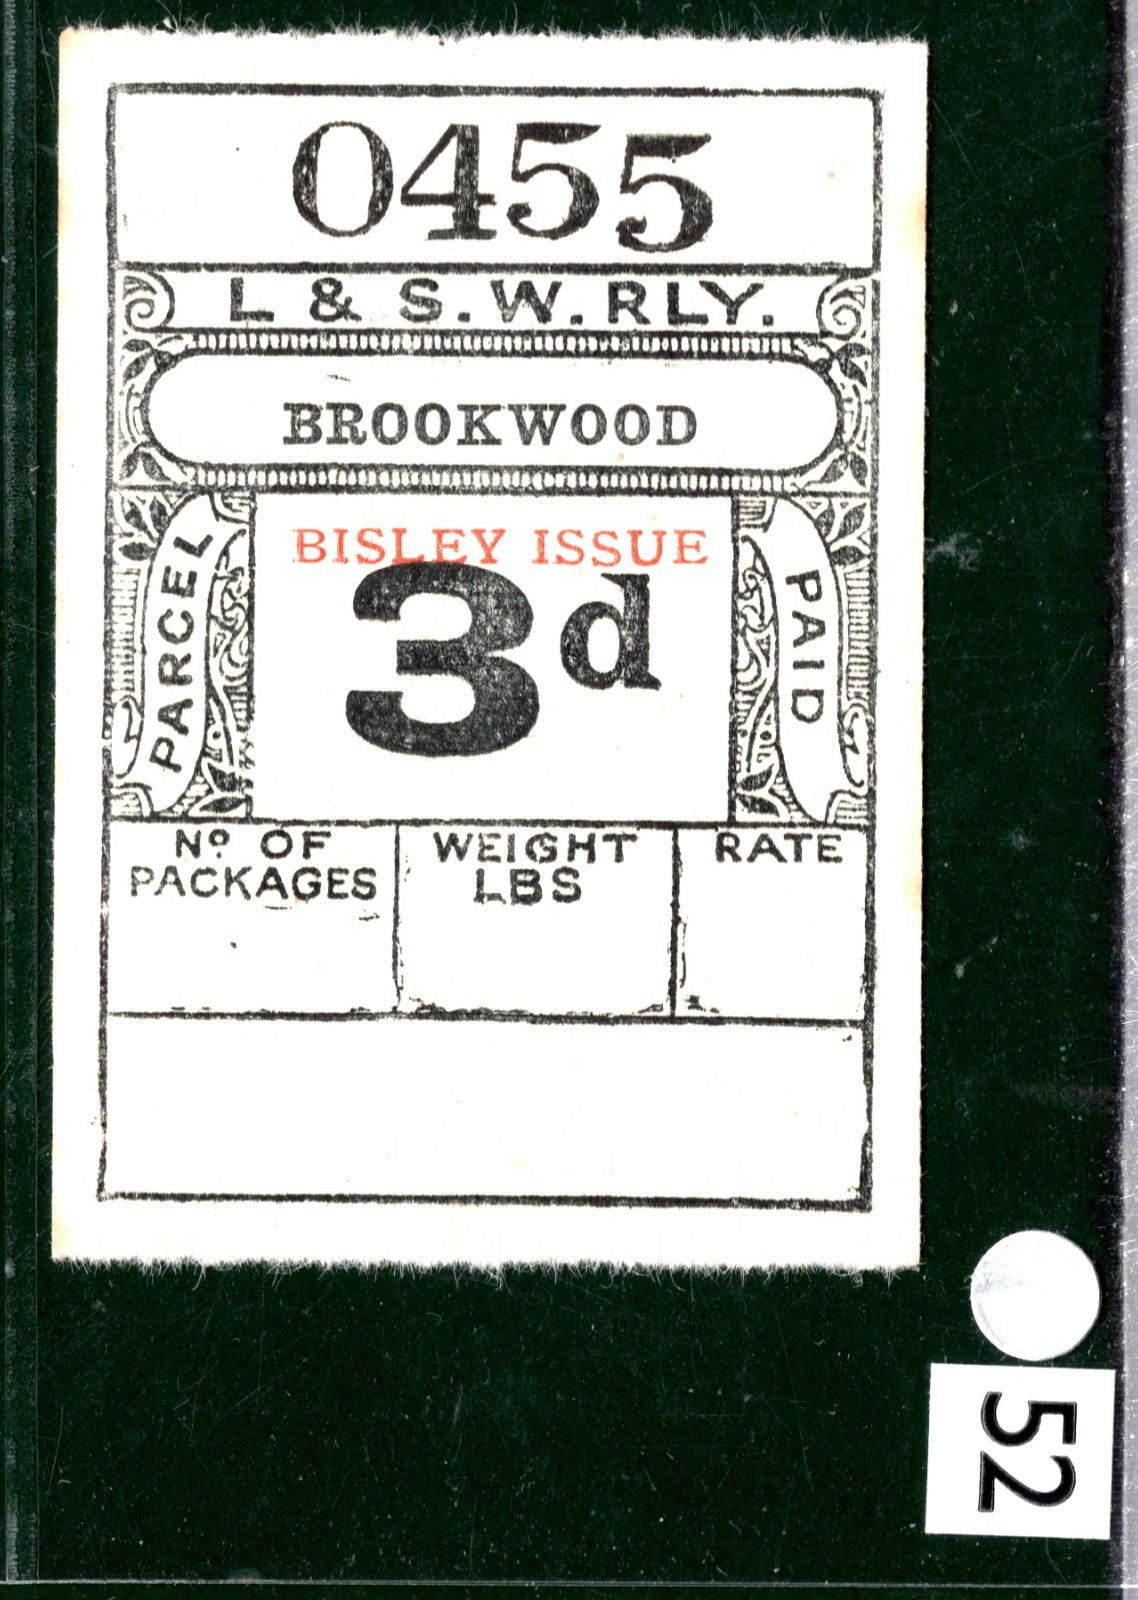 0455
L & S.W.RLY.
BROOKWOOD
PARCEL
BISLEY ISSUE
3d
PAID
Nº OF
PACKAGES
WEIGHT
LBS
RATE
52